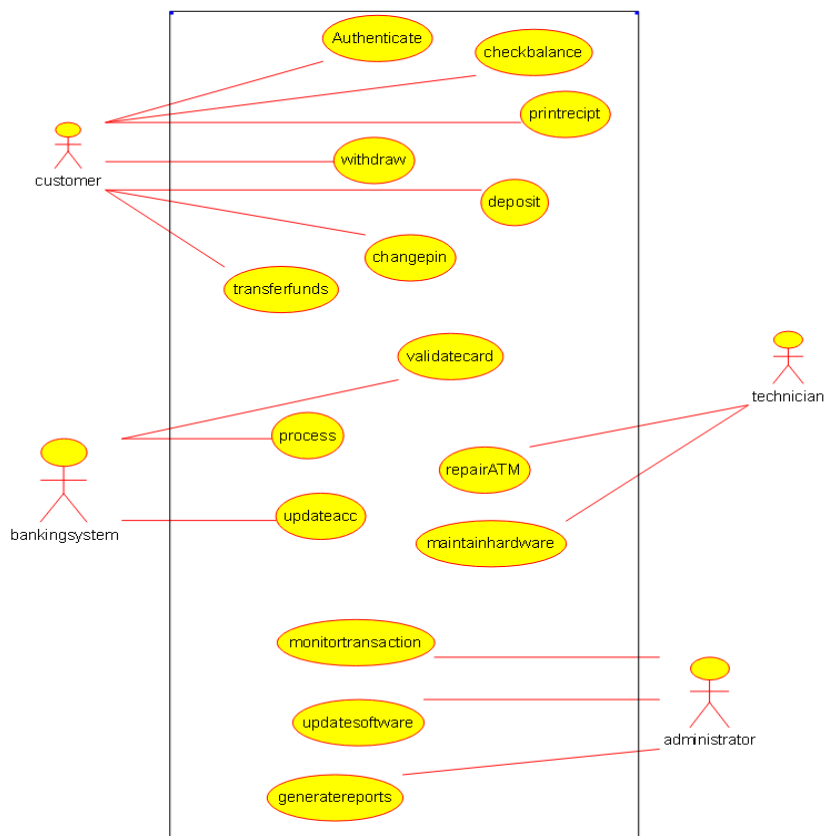 Authenticate
checkbalance
printrecipt
customer
withdraw
deposit
changepin
transferfunds
validatecard
technician
process
repairATM
bankingsystem
updateacc
maintainhardware
monitortransaction
updatesoftware
administrator
generatereports